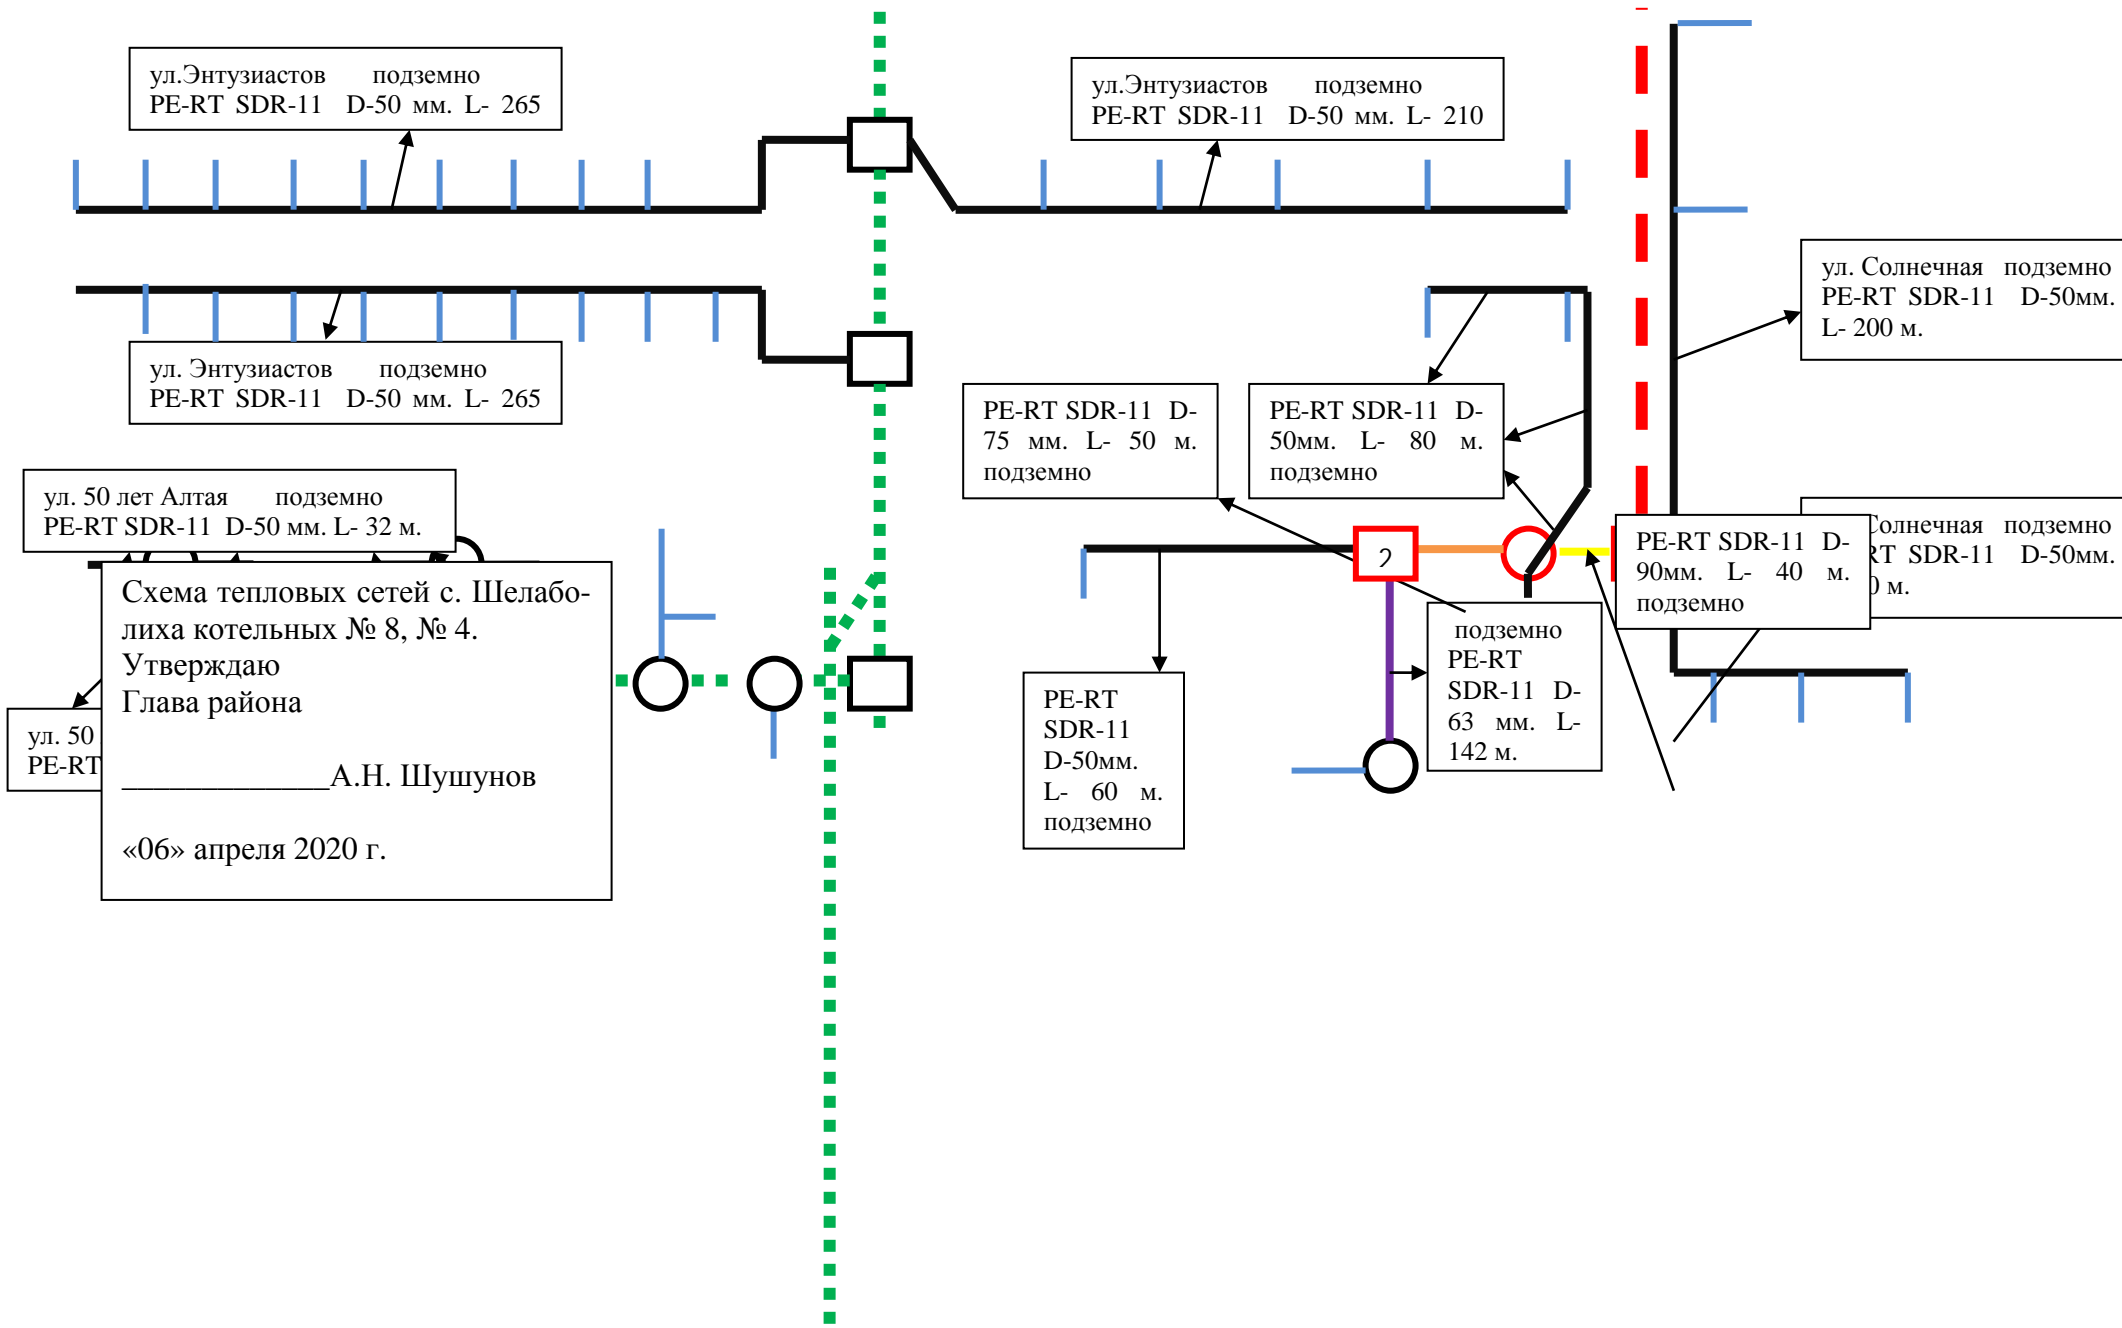 ул.Энтузиастов подземно
PE-RT SDR-11 D-50 мм. L- 265
ул.Энтузиастов подземно
PE-RT SDR-11 D-50 мм. L- 210
ул. Солнечная подземно
PE-RT SDR-11 D-50мм.
L- 200 м.
ул. Энтузиастов подземно
PE-RT SDR-11 D-50 мм. L- 265
PE-RT SDR-11 D-
75 мм. L- 50 м.
подземно
PE-RT SDR-11 D-
50мм. L- 80 м.
подземно
ул. 50 лет Алтая подземно
PE-RT SDR-11 D-50 мм. L- 32 м.
PE-RT SDR-11 D-
90мм. L- 40 м.
подземно
Солнечная подземно
RT SDR-11 D-50мм.
0 м.
подземно
PE-RT
SDR-11 D-
63 мм. L-
142 м.
PE-RT
SDR-11
D-50мм.
L- 60 м.
подземно
ул. 50
PE-RT
Схема тепловых сетей с. Шелабо-
лиха котельных № 8, № 4.
Утверждаю
Глава района
_____________А.Н. Шушунов
«06» апреля 2020 г.